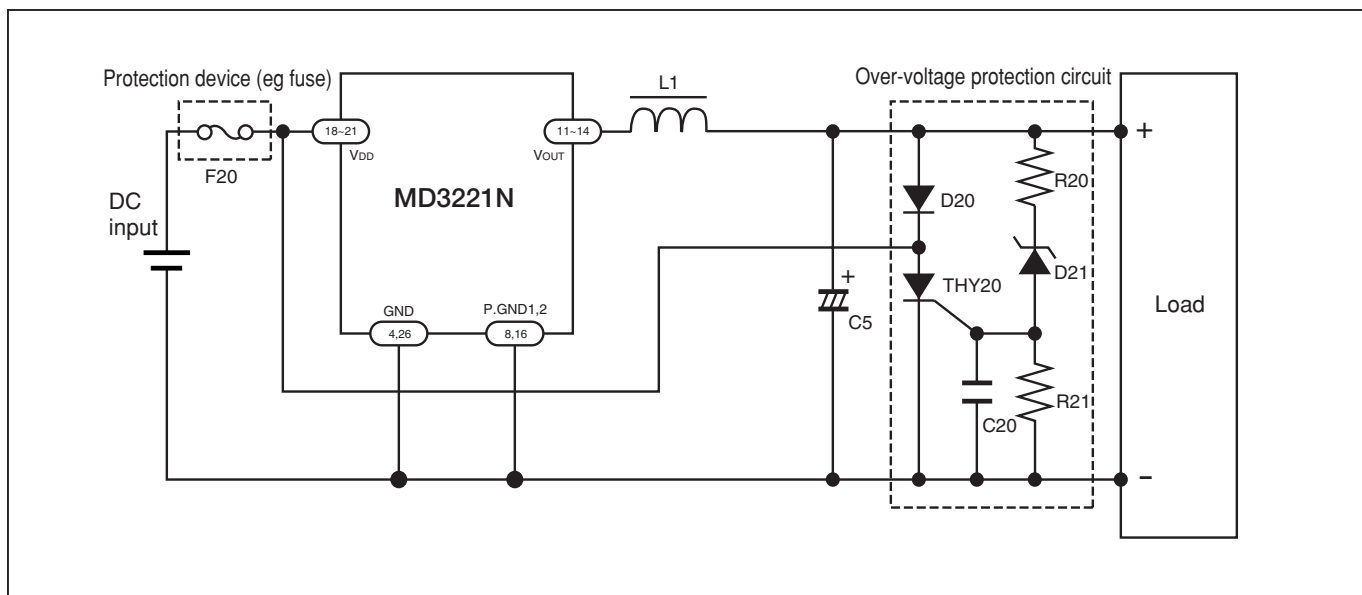 Protection device (eg fuse)
F20
DC
input
18~21
VDD
MD3221N
11~14
VOUT
GND
4,26
P.GND1,2
8,16
L1
+
C5
Over-voltage protection circuit
D20
THY20
R20
D21
C20
R21
+
Load
-